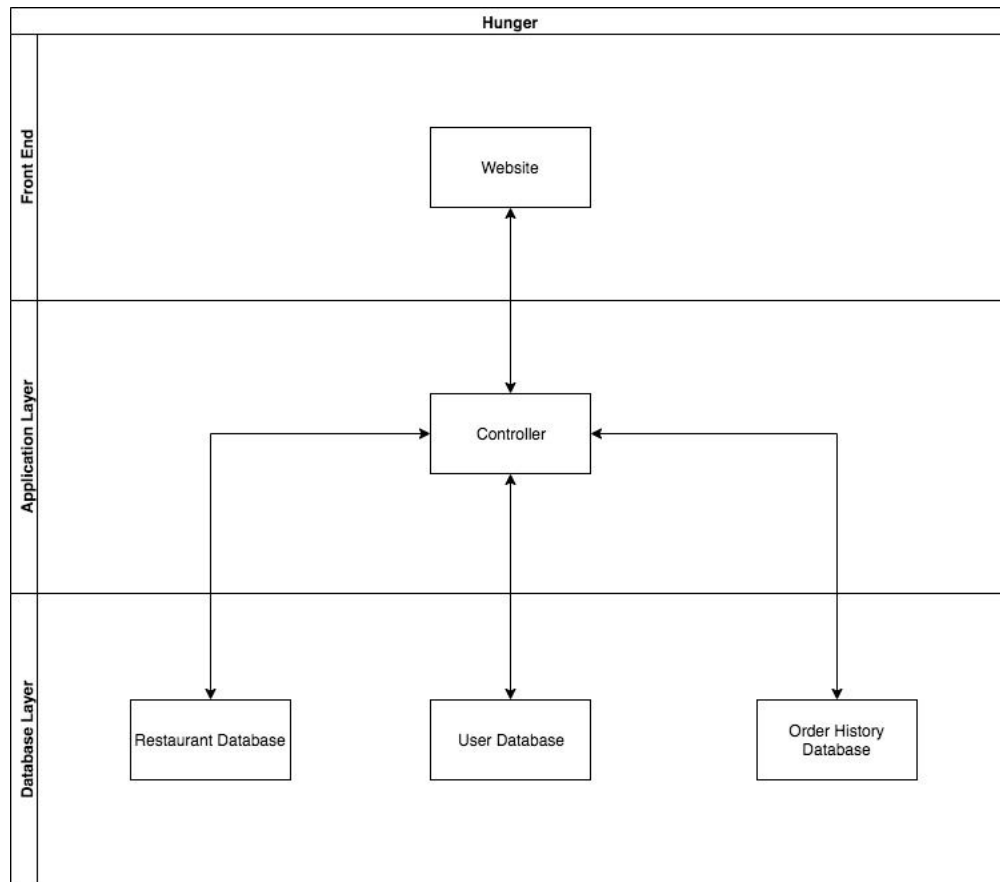 Hunger
Front End
Website
Application Layer
Controller
Database Layer
Restaurant Database
User Database
Order History
Database